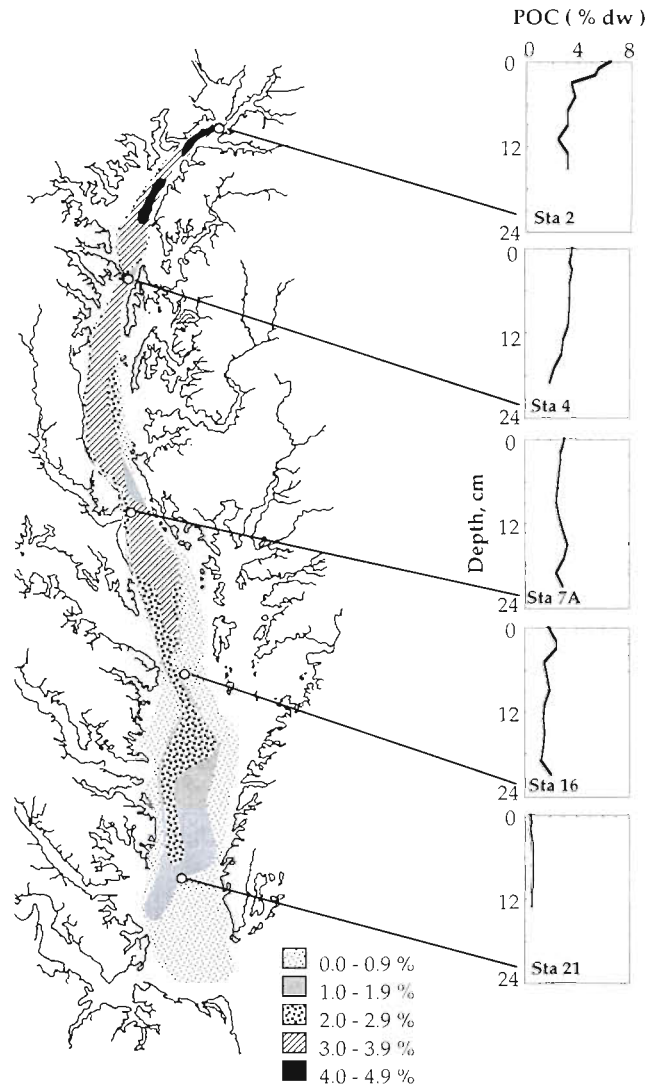 POC ( % dw )
0 4 8
0
12
24
Sta 2
0
12
24
Sta 4
0
12
24
Sta 7A
Depth, cm
0
12
24
Sta 16
0
12
24
Sta 21
0.0 - 0.9 %
1.0 - 1.9 %
2.0 - 2.9 %
3.0 - 3.9 %
4.0 - 4.9 %